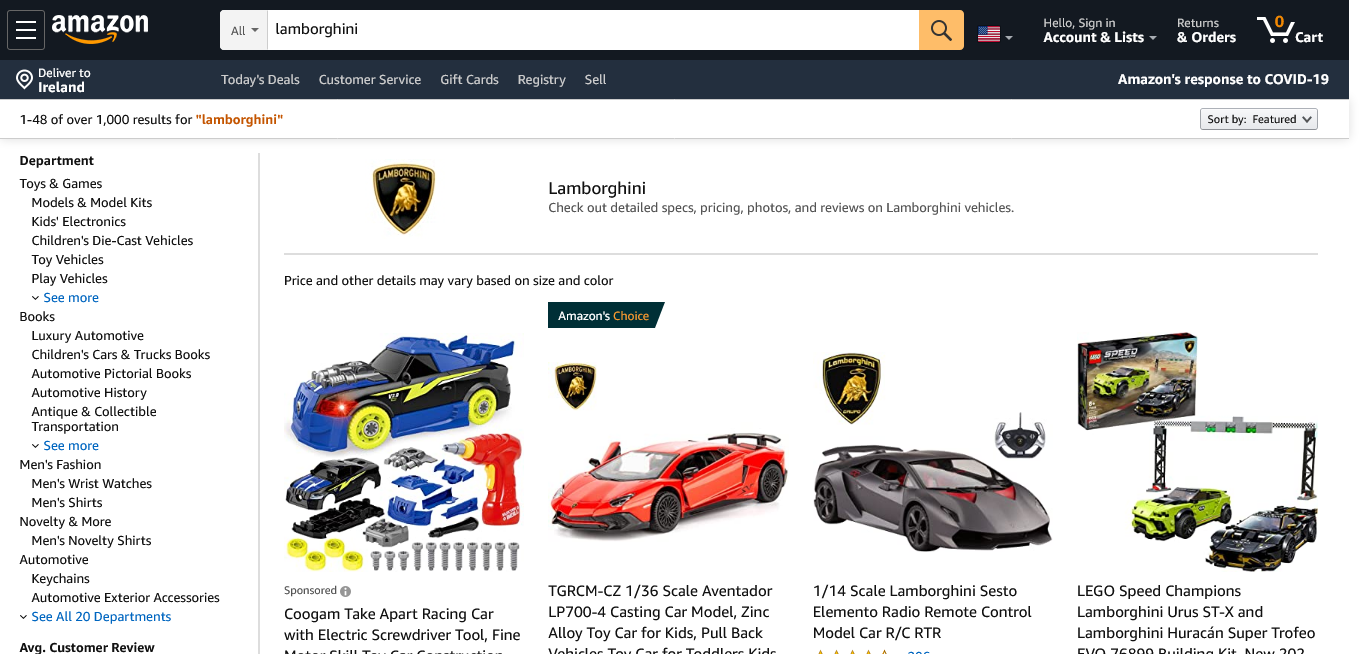 amazon
All
lamborghini
Hello, Sign in
Account & Lists
Returns
& Orders
0
Cart
Deliver to
Ireland
Today's Deals
Customer Service
Gift Cards
Registry
Sell
Amazon's response to COVID-19
1-48 of over 1,000 results for "lamborghini"
Sort by: Featured
Department
Toys & Games
Models & Model Kits
Kids' Electronics
Children's Die-Cast Vehicles
Toy Vehicles
Play Vehicles
See more
Books
Luxury Automotive
Children's Cars & Trucks Books
Automotive Pictorial Books
Automotive History
Antique & Collectible
Transportation
See more
Men's Fashion
Men's Wrist Watches
Men's Shirts
Novelty & More
Men's Novelty Shirts
Automotive
Keychains
Automotive Exterior Accessories
See All 20 Departments
Avg. Customer Review
LAMBORGHINI
Lamborghini
Check out detailed specs, pricing, photos, and reviews on Lamborghini vehicles.
Price and other details may vary based on size and color
Sponsored
Coogam Take Apart Racing Car
with Electric Screwdriver Tool, Fine
Motor Skill Toy Car Construction
Amazon's Choice
LAMBORGHINI
TGRCM-CZ 1/36 Scale Aventador
LP700-4 Casting Car Model, Zinc
Alloy Toy Car for Kids, Pull Back
Vehicles Toy Car for Toddlers Kids
Lamborghini
GRUPO
1/14 Scale Lamborghini Sesto
Elemento Radio Remote Control
Model Car R/C RTR
LEGO
SPEED
CHAMPIONS
LEGO Speed Champions
Lamborghini Urus ST-X and
Lamborghini Huracán Super Trofeo
EVO 76899 Building Kit, New 202